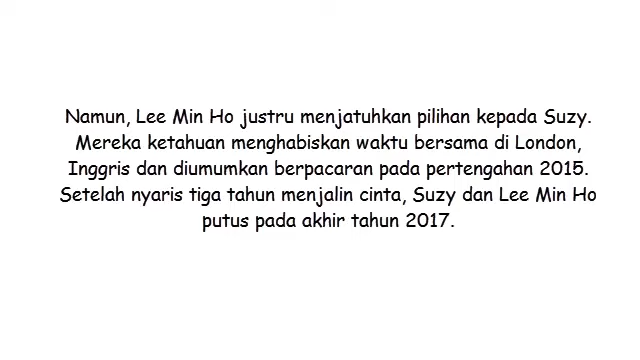 Namun, Lee Min Ho justru menjatuhkan pilihan kepada Suzy.
Mereka ketahuan menghabiskan waktu bersama di London,
Inggris dan diumumkan berpacaran pada pertengahan 2015.
Setelah nyaris tiga tahun menjalin cinta, Suzy dan Lee Min Ho
putus pada akhir tahun 2017.